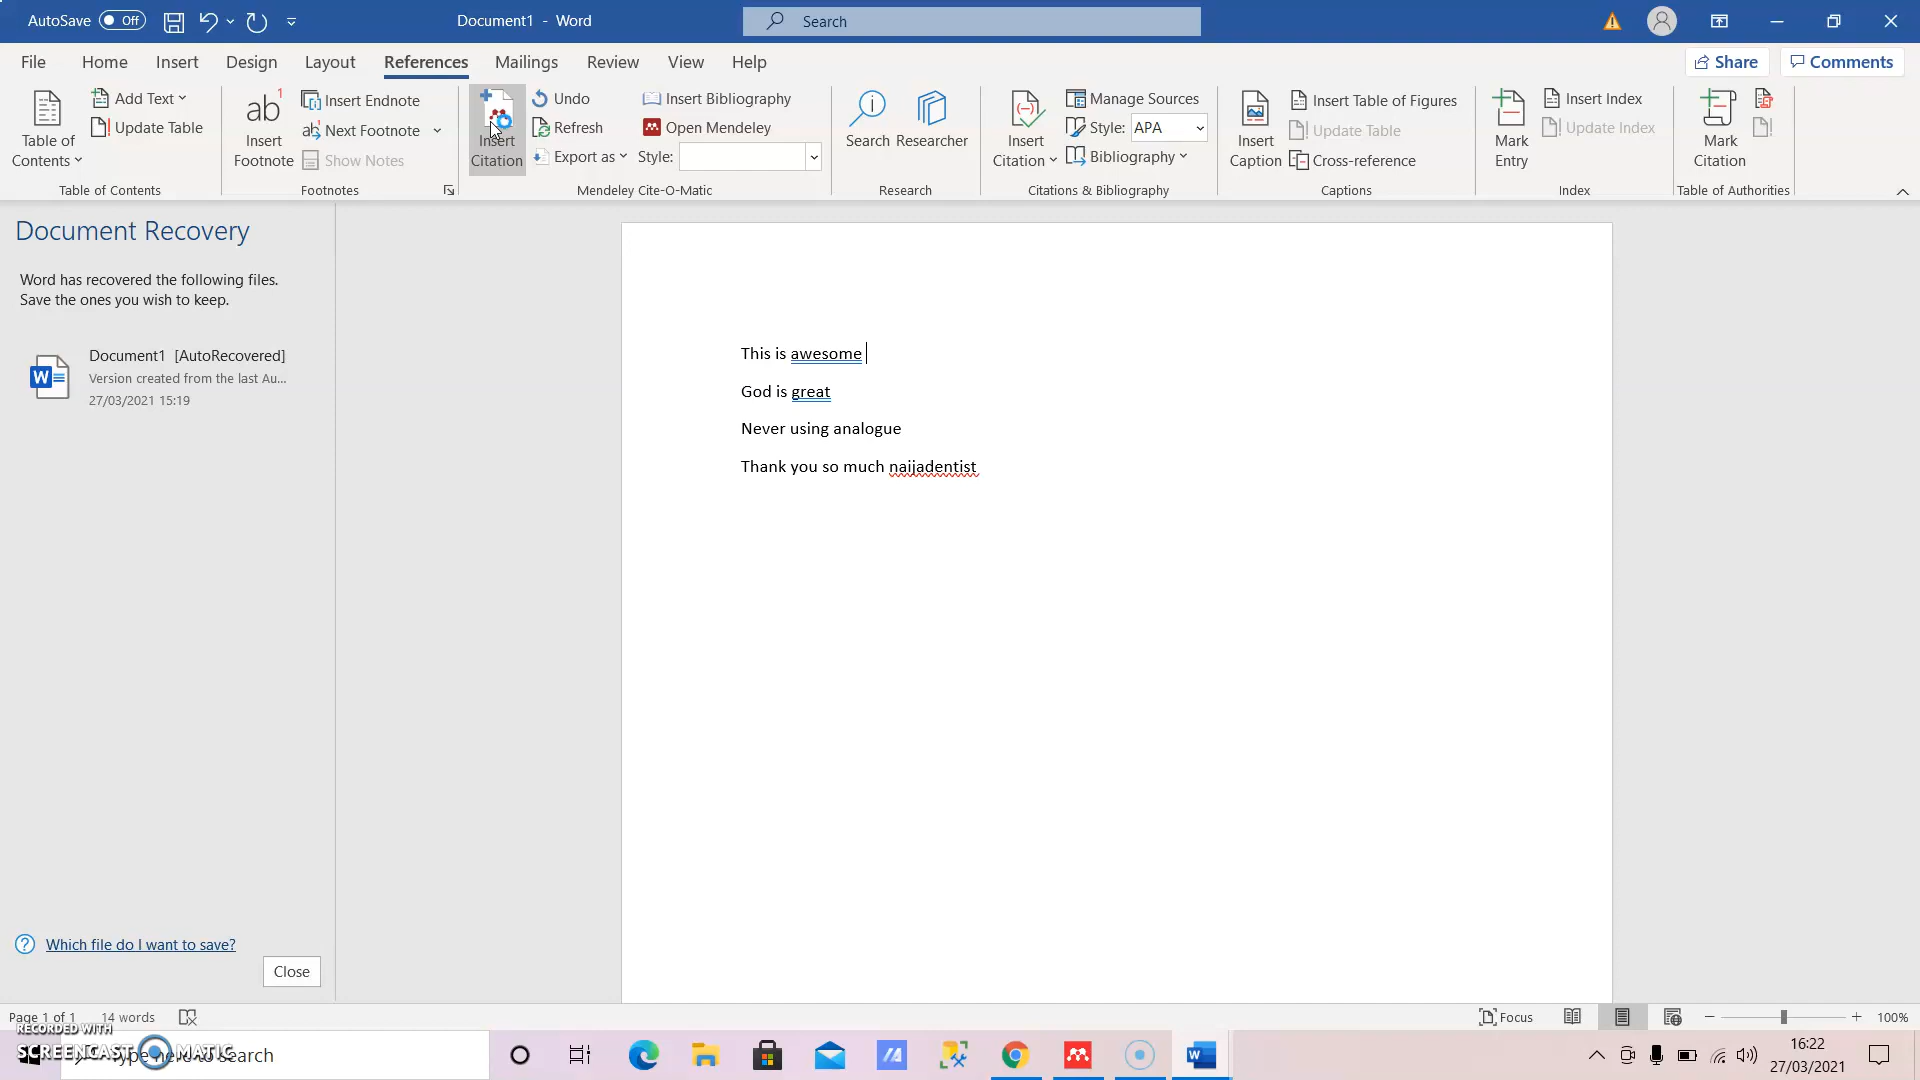 AutoSave Off Document1 - Word Search
File Home Insert Design Layout References Mailings Review View Help Share Comments
Table of Contents
Add Text
Update Table
Table of Contents
ab 1 Insert Footnote
Insert Endnote
ab Next Footnote
Show Notes
Footnotes
Insert Citation
Undo
Refresh
Export as
Insert Bibliography
Open Mendeley
Style:
Mendeley Cite-O-Matic
Search
Researcher
Research
Insert Citation
Manage Sources
Style: APA
Bibliography
Citations & Bibliography
Insert Caption
Insert Table of Figures
Update Table
Cross-reference
Captions
Mark Entry
Insert Index
Update Index
Index
Mark Citation
Table of Authorities
Document Recovery
Word has recovered the following files.
Save the ones you wish to keep.
W
Document1 [AutoRecovered]
Version created from the last Au...
27/03/2021 15:19
This is awesome
God is great
Never using analogue
Thank you so much naijadentist
? Which file do I want to save?
Close
Page 1 of 1 14 words Focus 100%
RECORDED WITH
SCREENCAST MATIC
Type here to search
W
16:22
27/03/2021